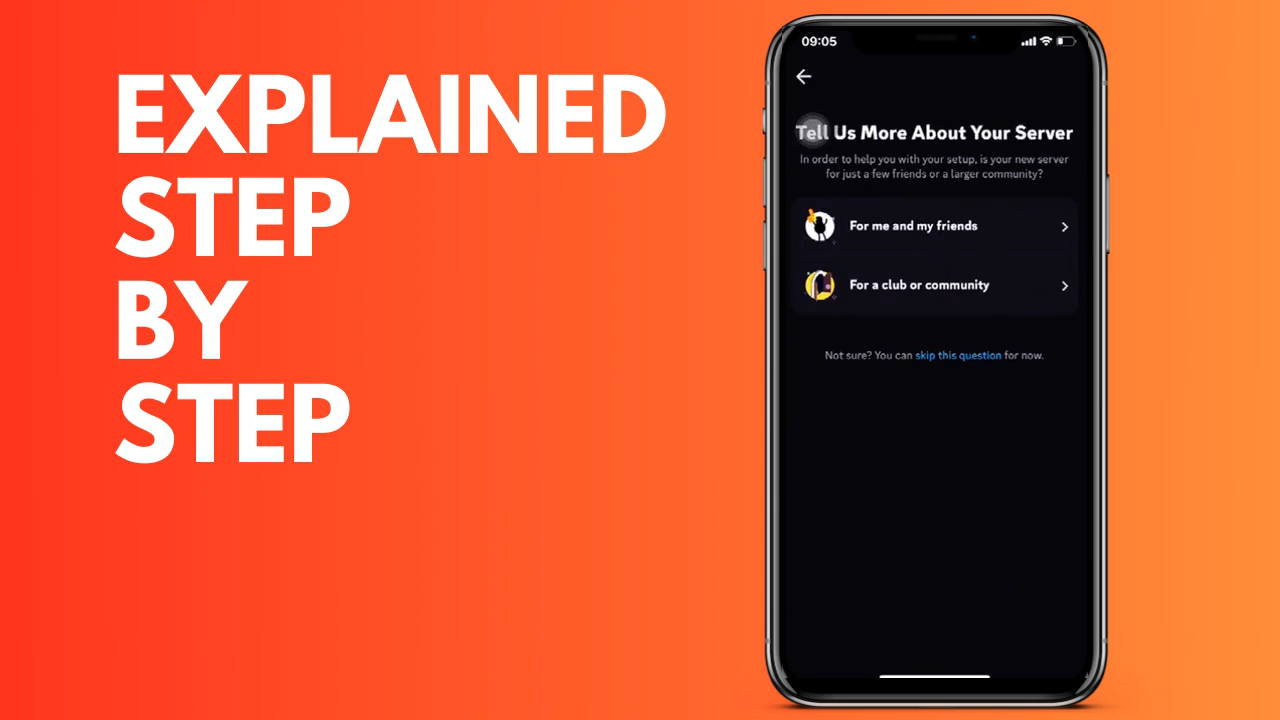 EXPLAINED
STEP
BY
STEP
09:05
Tell Us More About Your Server
In order to help you with your setup, is your new server
for just a few friends or a larger community?
For me and my friends
For a club or community
Not sure? You can skip this question for now.